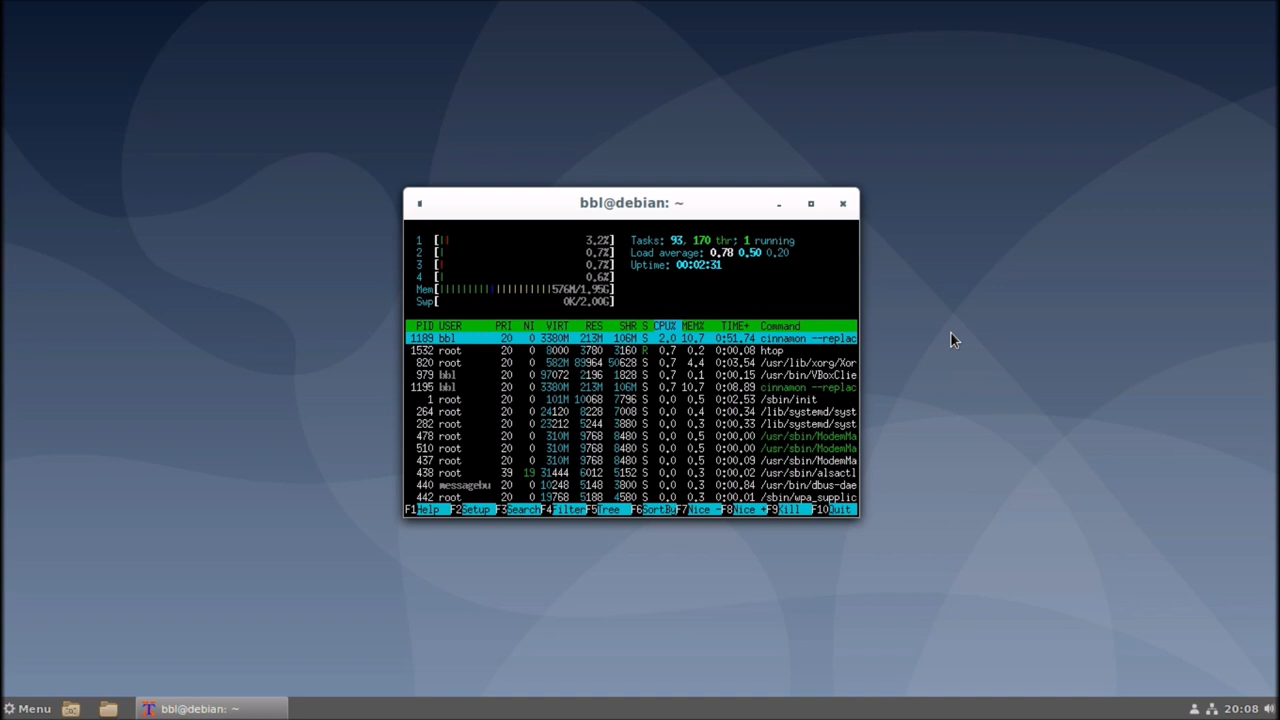 bbl@debian: ~
1 [|| 3.2%] Tasks: 93, 170 thr; 1 running
2 [| 0.7%] Load average: 0.78 0.50 0.20
3 [| 0.7%] Uptime: 00:02:31
4 [| 0.6%]
Mem[||||||||||||||||||||||576M/1.95G]
Swp[ 0K/2.00G]
PID USER PRI NI VIRT RES SHR S CPU% MEM% TIME+ Command
1189 bbl 20 0 3380M 213M 106M S 2.0 10.7 0:51.74 cinnamon --replac
1532 root 20 0 8000 3780 3160 R 0.7 0.2 0:00.08 htop
820 root 20 0 582M 89964 50628 S 0.7 4.4 0:03.54 /usr/lib/xorg/Xor
979 bbl 20 0 97072 2196 1828 S 0.7 0.1 0:00.15 /usr/bin/VBoxClie
1195 bbl 20 0 3380M 213M 106M S 0.7 10.7 0:08.89 cinnamon --replac
1 root 20 0 101M 10068 7796 S 0.0 0.5 0:02.53 /sbin/init
264 root 20 0 24120 8228 7008 S 0.0 0.4 0:00.34 /lib/systemd/syst
282 root 20 0 23212 5244 3880 S 0.0 0.3 0:00.33 /lib/systemd/syst
478 root 20 0 310M 9768 8480 S 0.0 0.5 0:00.00 /usr/sbin/ModemMa
510 root 20 0 310M 9768 8480 S 0.0 0.5 0:00.00 /usr/sbin/ModemMa
437 root 20 0 310M 9768 8480 S 0.0 0.5 0:00.09 /usr/sbin/ModemMa
438 root 39 19 31444 6012 5152 S 0.0 0.3 0:00.02 /usr/sbin/alsactl
440 messagebu 20 0 10248 5148 3800 S 0.0 0.3 0:00.84 /usr/bin/dbus-dae
442 root 20 0 19768 5188 4580 S 0.0 0.3 0:00.01 /sbin/wpa_supplic
F1Help F2Setup F3SearchF4FilterF5Tree F6SortByF7Nice -F8Nice +F9Kill F10Quit
Menu bbl@debian: ~ 20:08